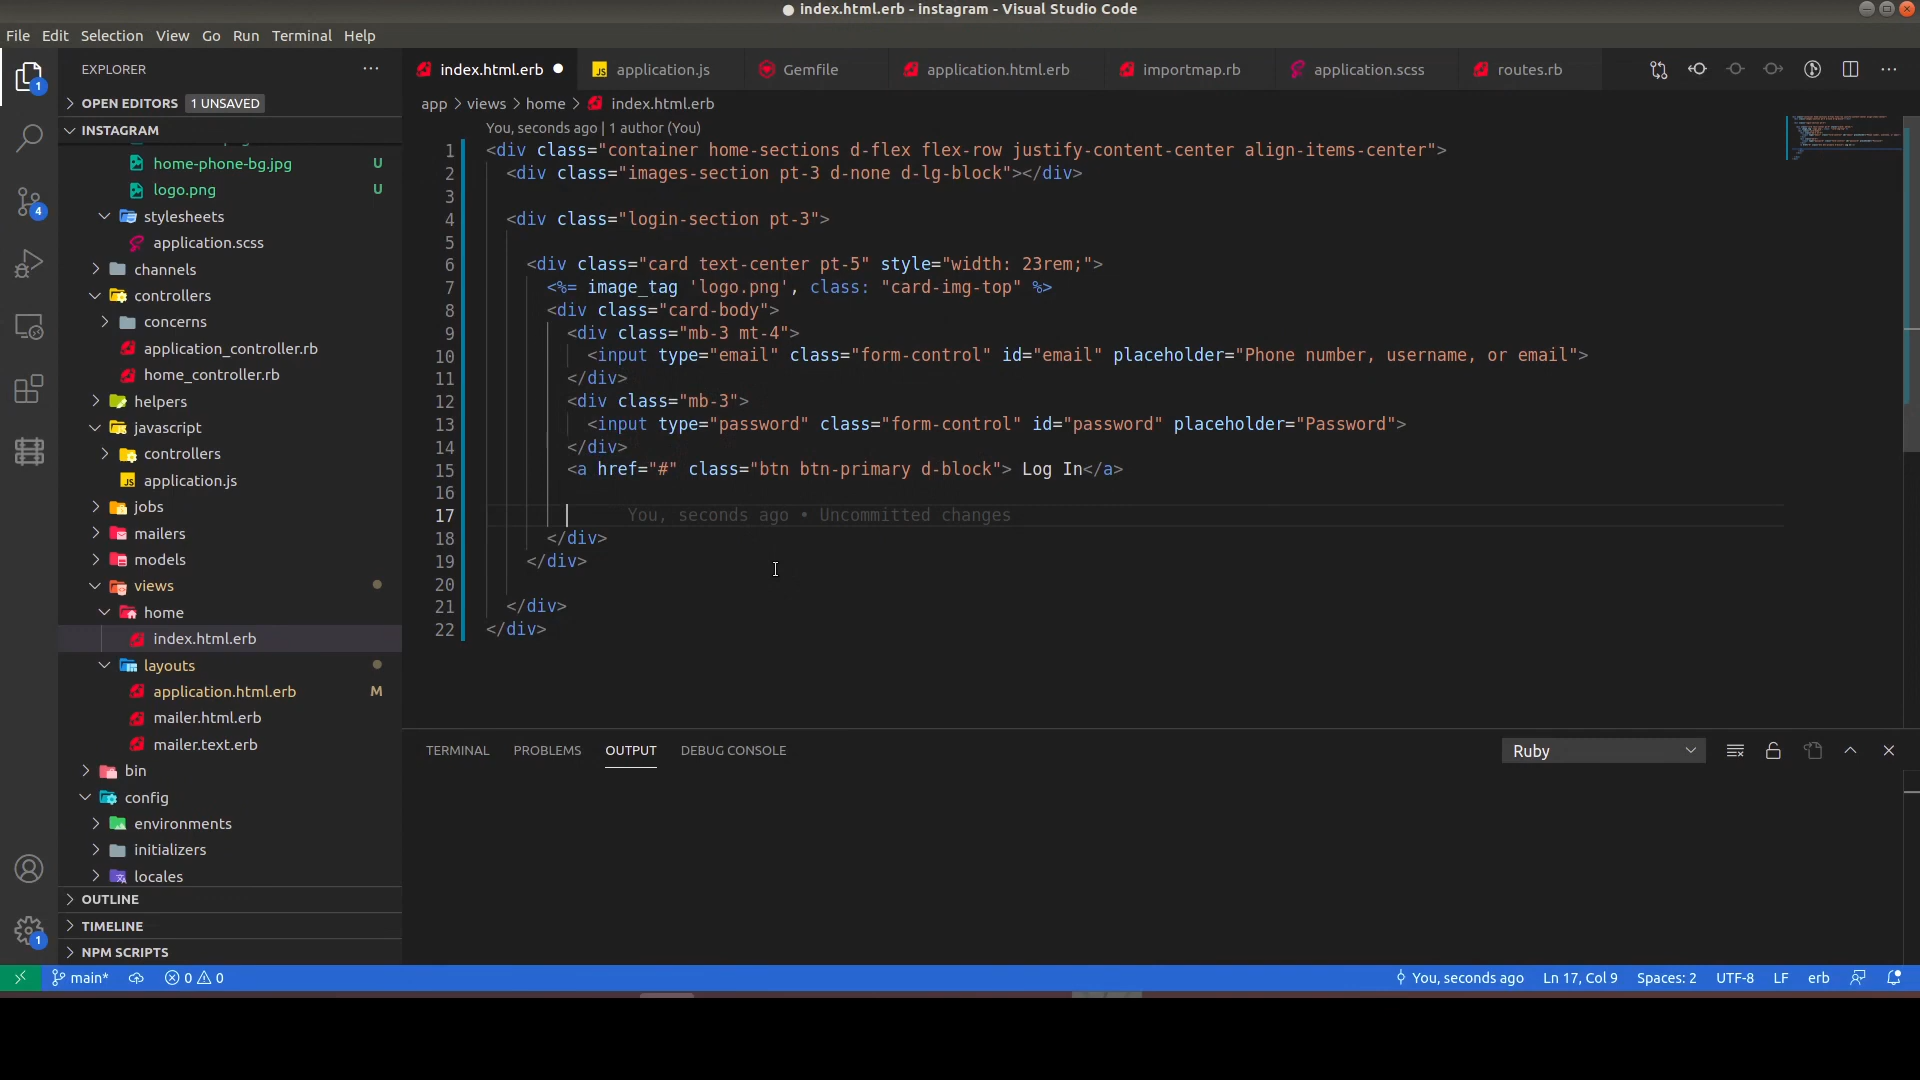 ● index.html.erb - instagram - Visual Studio Code
File Edit Selection View Go Run Terminal Help
EXPLORER
OPEN EDITORS 1 UNSAVED
INSTAGRAM
home-phone-bg.jpg U
logo.png U
stylesheets
application.scss
channels
controllers
concerns
application_controller.rb
home_controller.rb
helpers
javascript
controllers
JS application.js
jobs
mailers
models
views
home
index.html.erb
layouts
application.html.erb M
mailer.html.erb
mailer.text.erb
bin
config
environments
initializers
locales
OUTLINE
TIMELINE
NPM SCRIPTS
1
4
1
index.html.erb ● JS application.js Gemfile application.html.erb importmap.rb application.scss routes.rb
app > views > home > index.html.erb
You, seconds ago | 1 author (You)
1 <div class="container home-sections d-flex flex-row justify-content-center align-items-center">
2 <div class="images-section pt-3 d-none d-lg-block"></div>
3
4 <div class="login-section pt-3">
5
6 <div class="card text-center pt-5" style="width: 23rem;">
7 <%= image_tag 'logo.png', class: "card-img-top" %>
8 <div class="card-body">
9 <div class="mb-3 mt-4">
10 <input type="email" class="form-control" id="email" placeholder="Phone number, username, or email">
11 </div>
12 <div class="mb-3">
13 <input type="password" class="form-control" id="password" placeholder="Password">
14 </div>
15 <a href="#" class="btn btn-primary d-block"> Log In</a>
16
17 You, seconds ago • Uncommitted changes
18 </div>
19 </div>
20
21 </div>
22 </div>
TERMINAL PROBLEMS OUTPUT DEBUG CONSOLE Ruby
main* 0 0 You, seconds ago Ln 17, Col 9 Spaces: 2 UTF-8 LF erb